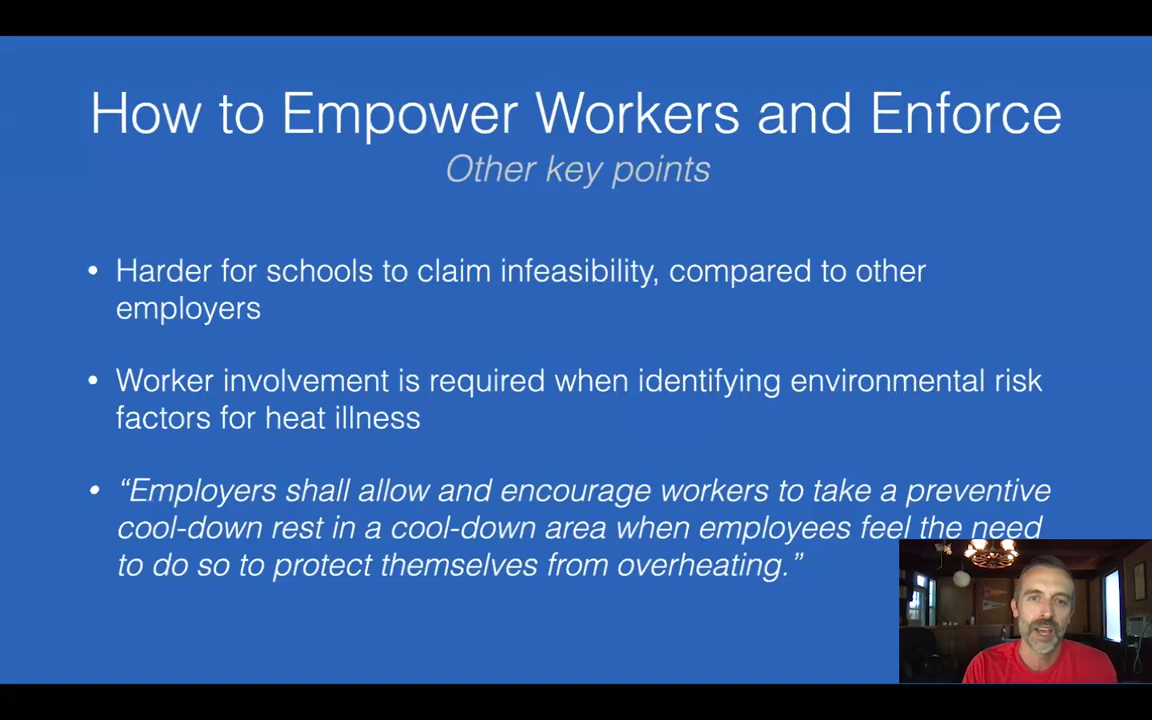 How to Empower Workers and Enforce
Other key points
• Harder for schools to claim infeasibility, compared to other
employers
• Worker involvement is required when identifying environmental risk
factors for heat illness
• “Employers shall allow and encourage workers to take a preventive
cool-down rest in a cool-down area when employees feel the need
to do so to protect themselves from overheating.”